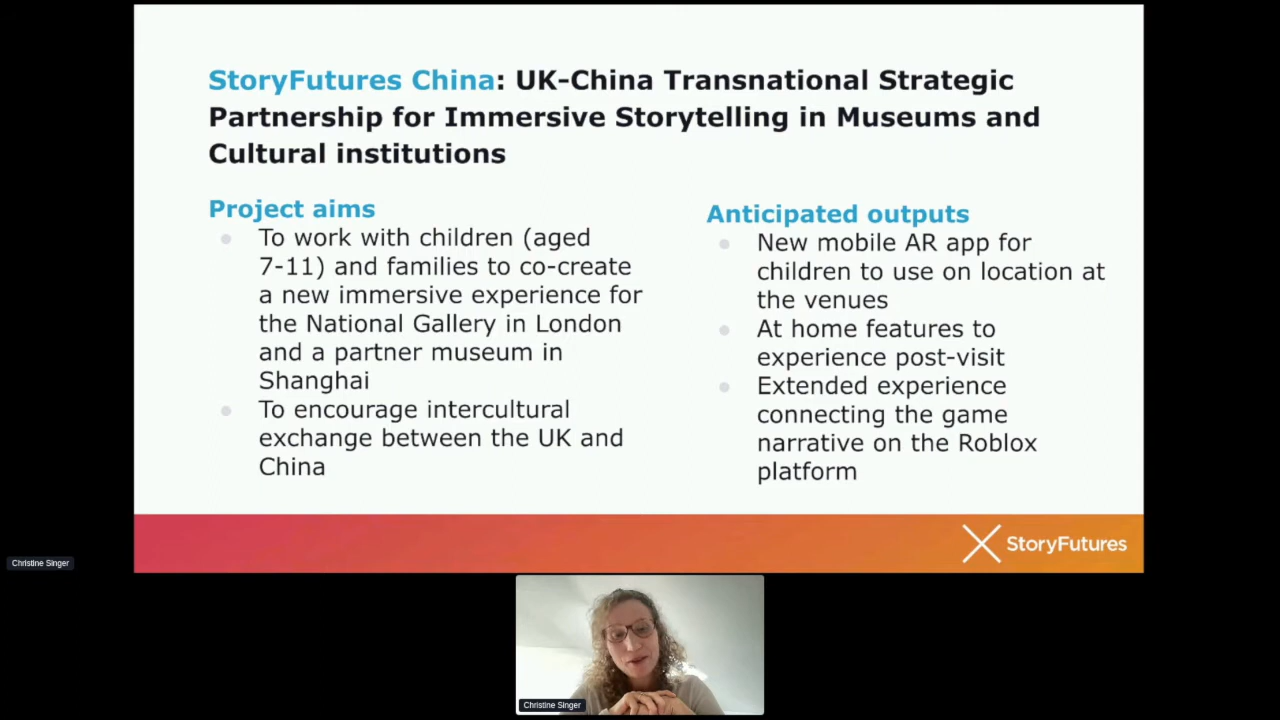 StoryFutures China: UK-China Transnational Strategic
Partnership for Immersive Storytelling in Museums and
Cultural institutions
Project aims
To work with children (aged
7-11) and families to co-create
a new immersive experience for
the National Gallery in London
and a partner museum in
Shanghai
To encourage intercultural
exchange between the UK and
China
Anticipated outputs
New mobile AR app for
children to use on location at
the venues
At home features to
experience post-visit
Extended experience
connecting the game
narrative on the Roblox
platform
StoryFutures
Christine Singer
Christine Singer